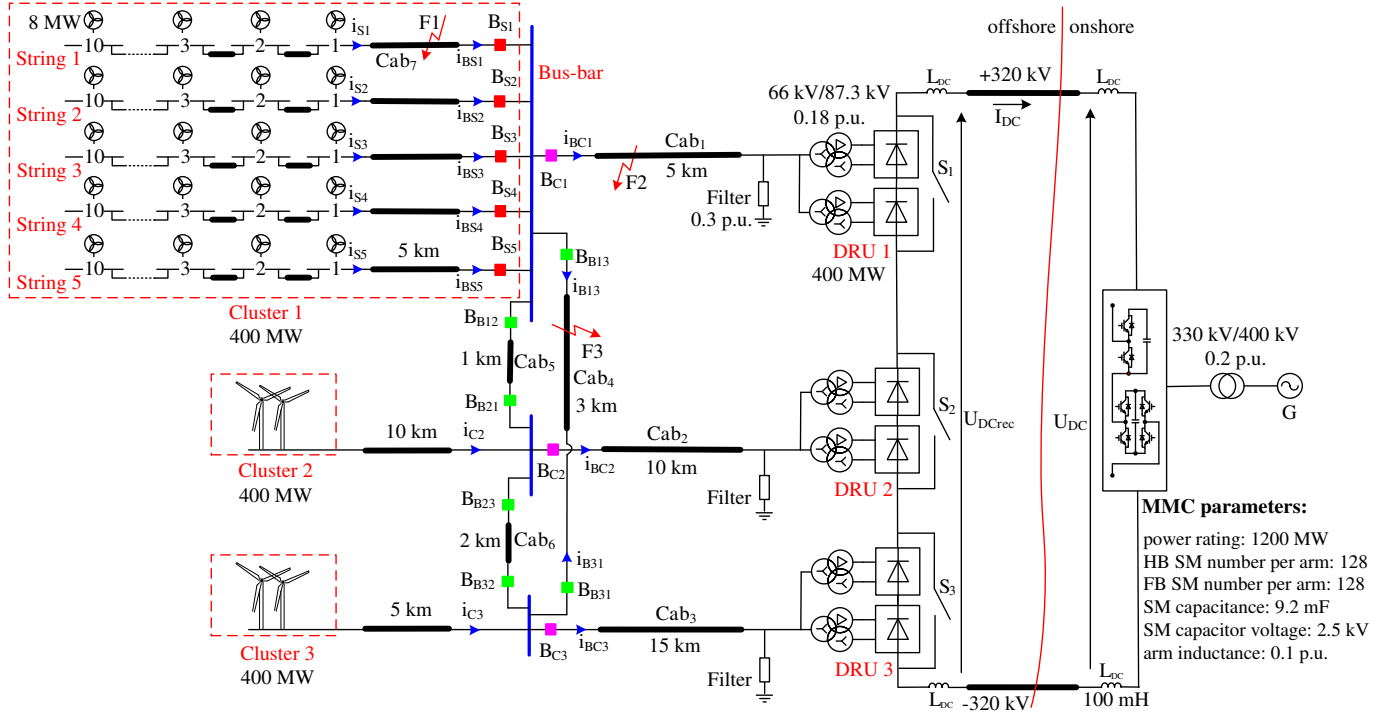 8 MW
10
3
2
1
i_S1
F1
B_S1
String 1
Cab_7
i_BS1
10
3
2
1
i_S2
B_S2
String 2
i_BS2
Bus-bar
10
3
2
1
i_S3
B_S3
String 3
i_BS3
10
3
2
1
i_S4
B_S4
String 4
i_BS4
10
3
2
1
i_S5
5 km
B_S5
String 5
i_BS5
Cluster 1
400 MW
B_C1
i_BC1
Cab_1
5 km
F2
Filter
0.3 p.u.
66 kV/87.3 kV
0.18 p.u.
DRU 1
400 MW
S_1
B_B13
i_B13
B_B12
1 km
Cab_5
B_B21
F3
Cab_4
3 km
Cluster 2
400 MW
10 km
i_C2
B_C2
i_BC2
Cab_2
10 km
Filter
DRU 2
S_2
B_B23
2 km
Cab_6
B_B32
i_B31
B_B31
Cluster 3
400 MW
5 km
i_C3
B_C3
i_BC3
Cab_3
15 km
Filter
DRU 3
S_3
offshore
onshore
L_DC
+320 kV
L_DC
I_DC
U_DCrec
U_DC
L_DC
-320 kV
L_DC
100 mH
330 kV/400 kV
0.2 p.u.
G
MMC parameters:
power rating: 1200 MW
HB SM number per arm: 128
FB SM number per arm: 128
SM capacitance: 9.2 mF
SM capacitor voltage: 2.5 kV
arm inductance: 0.1 p.u.